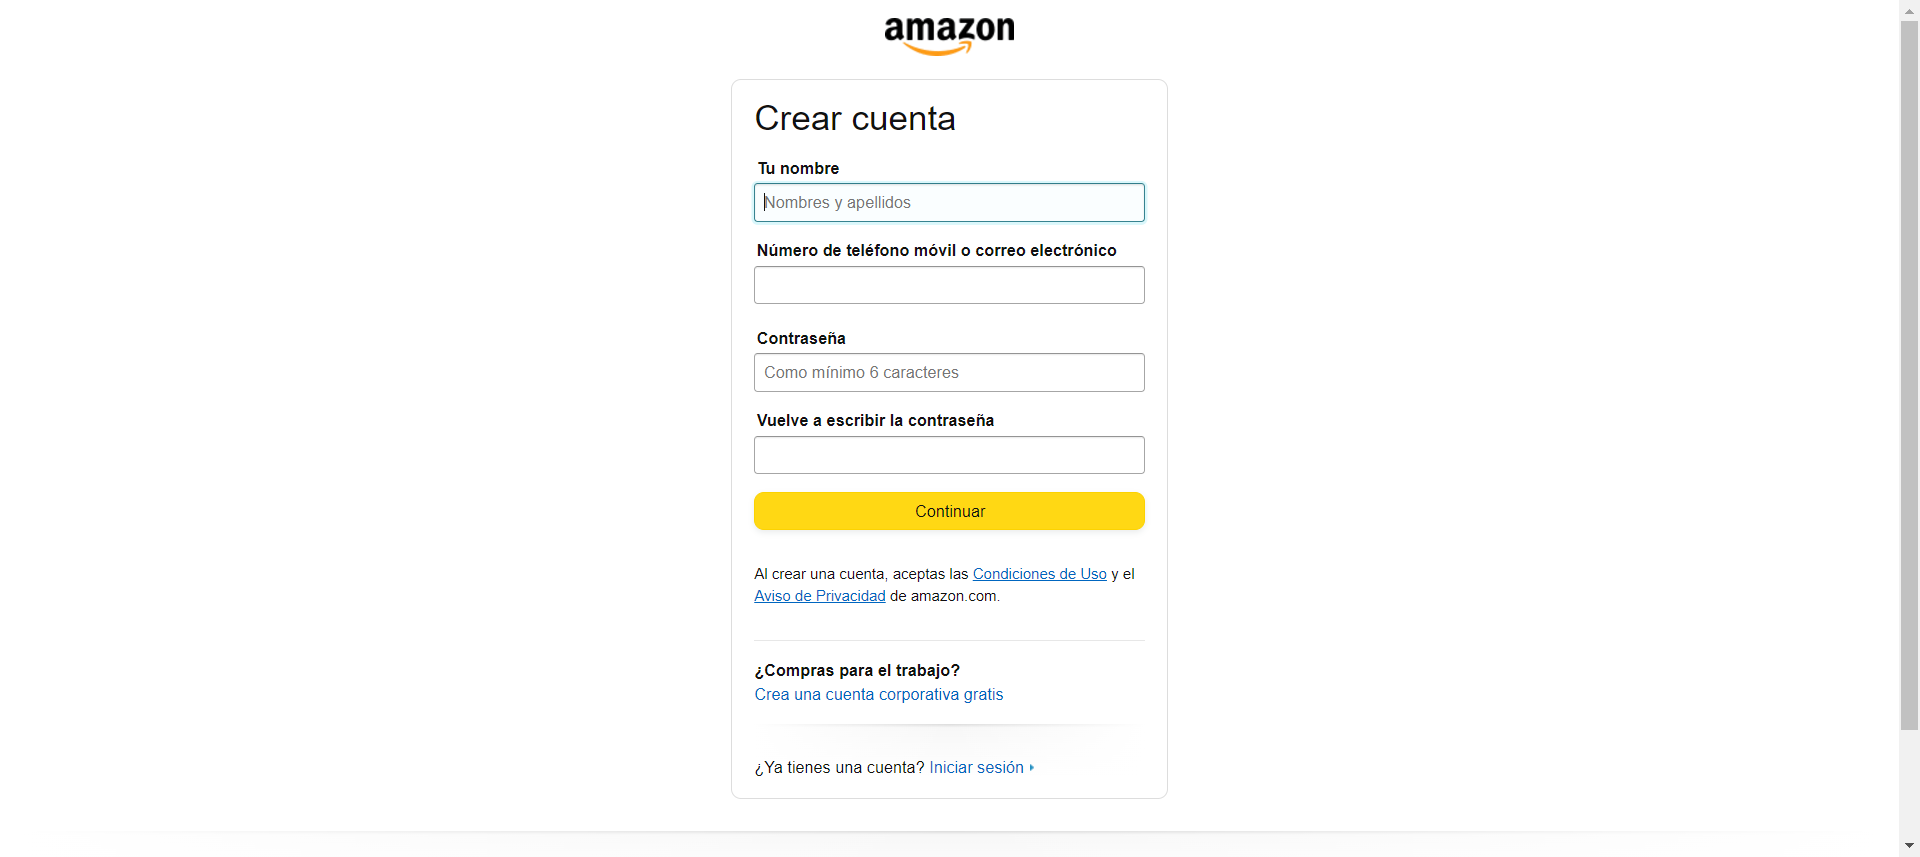 amazon
Crear cuenta
Tu nombre
Nombres y apellidos
Número de teléfono móvil o correo electrónico
Contraseña
Como mínimo 6 caracteres
Vuelve a escribir la contraseña
Continuar
Al crear una cuenta, aceptas las Condiciones de Uso y el
Aviso de Privacidad de amazon.com.
¿Compras para el trabajo?
Crea una cuenta corporativa gratis
¿Ya tienes una cuenta? Iniciar sesión